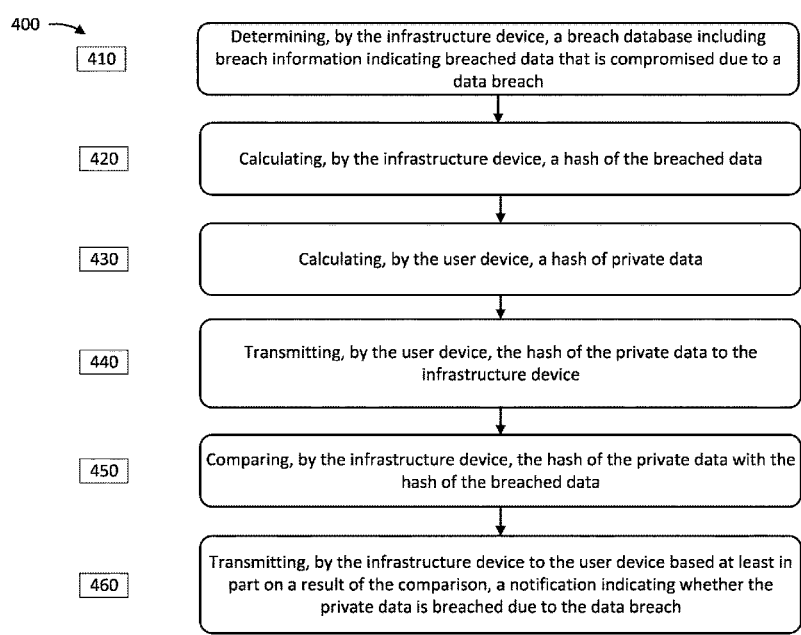 400
410
Determining, by the infrastructure device, a breach database including
breach information indicating breached data that is compromised due to a
data breach
420
Calculating, by the infrastructure device, a hash of the breached data
430
Calculating, by the user device, a hash of private data
440
Transmitting, by the user device, the hash of the private data to the
infrastructure device
450
Comparing, by the infrastructure device, the hash of the private data with the
hash of the breached data
460
Transmitting, by the infrastructure device to the user device based at least in
part on a result of the comparison, a notification indicating whether the
private data is breached due to the data breach